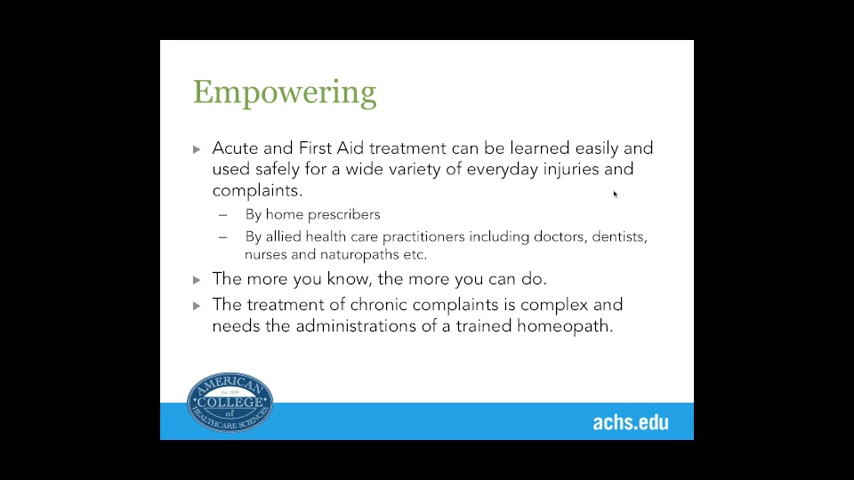 Empowering
Acute and First Aid treatment can be learned easily and
used safely for a wide variety of everyday injuries and
complaints.
– By home prescribers
– By allied health care practitioners including doctors, dentists,
nurses and naturopaths etc.
The more you know, the more you can do.
The treatment of chronic complaints is complex and
needs the administrations of a trained homeopath.
AMERICAN
COLLEGE
of
HEALTHCARE SCIENCES
achs.edu